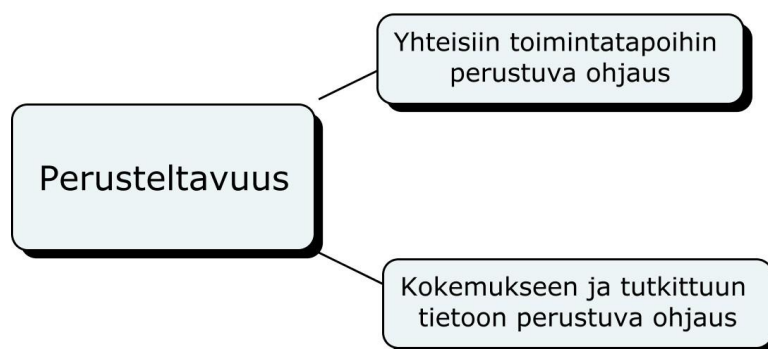 Yhteisiin toimintatapoihin
perustuva ohjaus
Perusteltavuus
Kokemukseen ja tutkittuun
tietoon perustuva ohjaus